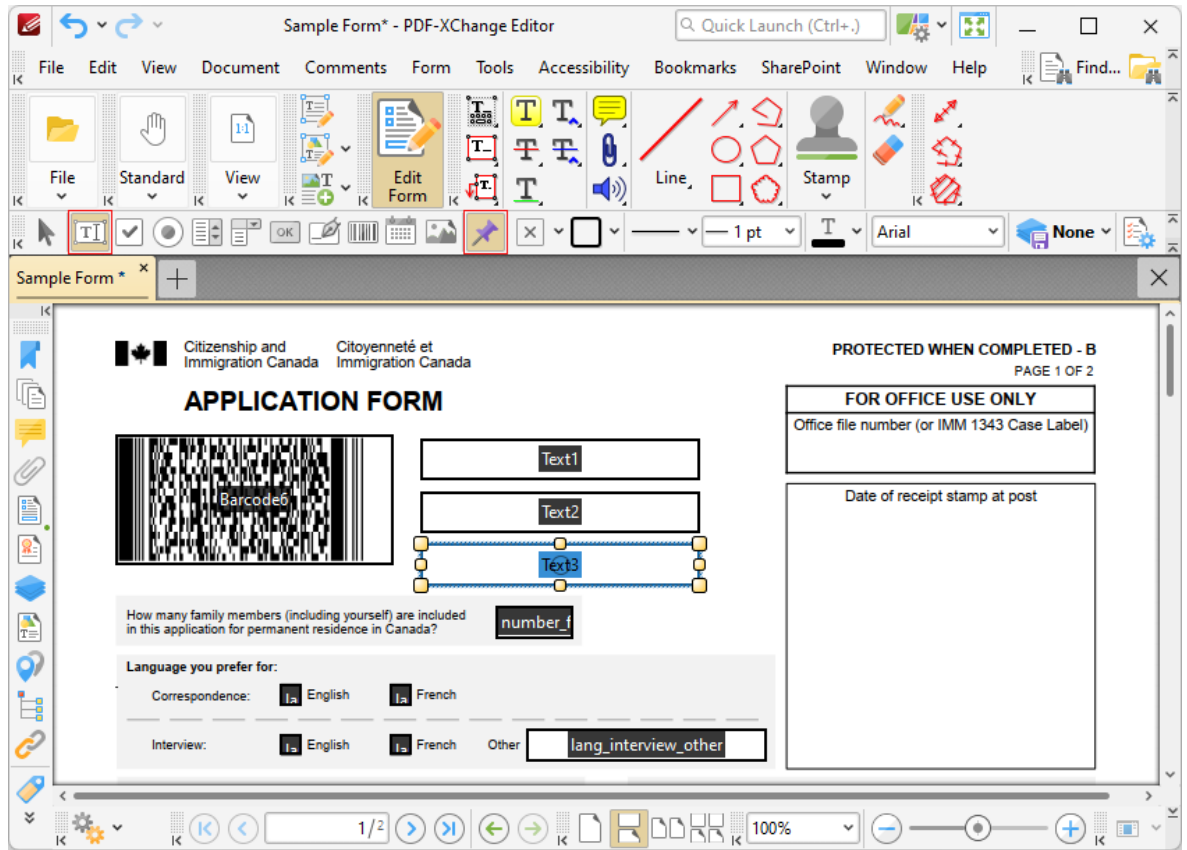 Sample Form* - PDF-XChange Editor
Quick Launch (Ctrl+.)
File Edit View Document Comments Form Tools Accessibility Bookmarks SharePoint Window Help Find...
File Standard View Edit Form Line Stamp
OK 1 pt T Arial None
Sample Form *
Citizenship and Immigration Canada
Citoyenneté et Immigration Canada
PROTECTED WHEN COMPLETED - B
PAGE 1 OF 2
APPLICATION FORM
FOR OFFICE USE ONLY
Office file number (or IMM 1343 Case Label)
Barcode6
Text1
Text2
Text3
Date of receipt stamp at post
How many family members (including yourself) are included
in this application for permanent residence in Canada?
number_f
Language you prefer for:
Correspondence: la English la French
Interview: la English la French Other lang_interview_other
1/2 100%